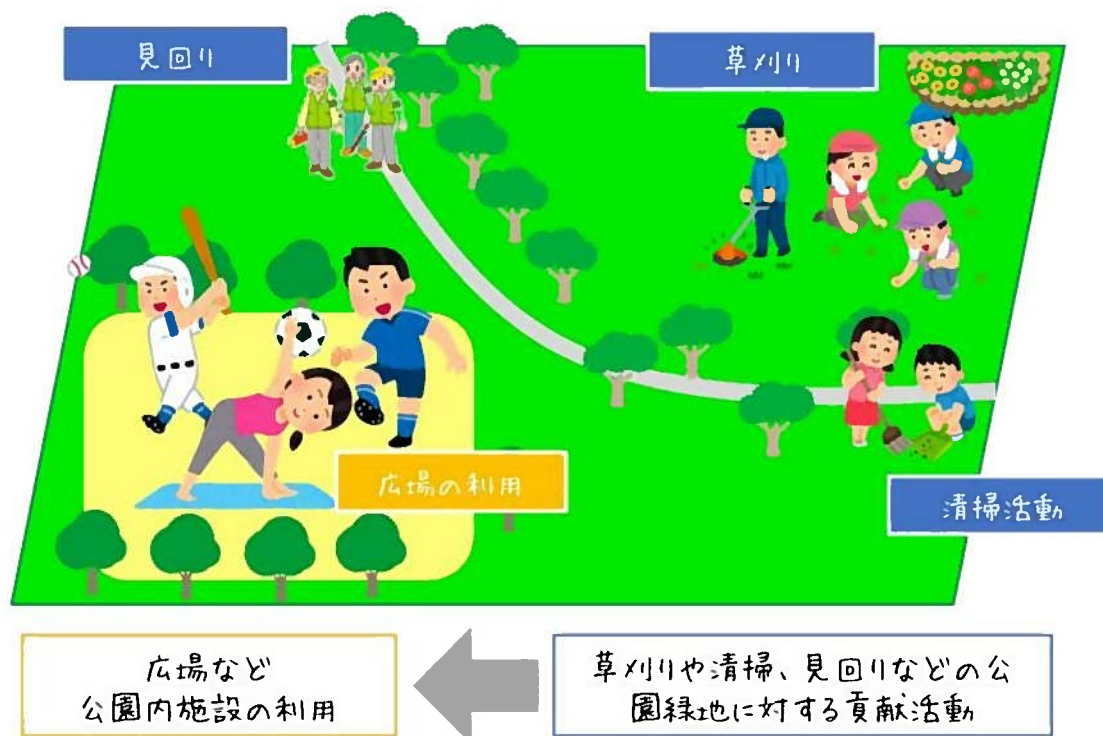 見回り
草刈り
広場の利用
清掃活動
広場など
公園内施設の利用
草刈りや清掃、見回りなどの公
園緑地に対する貢献活動